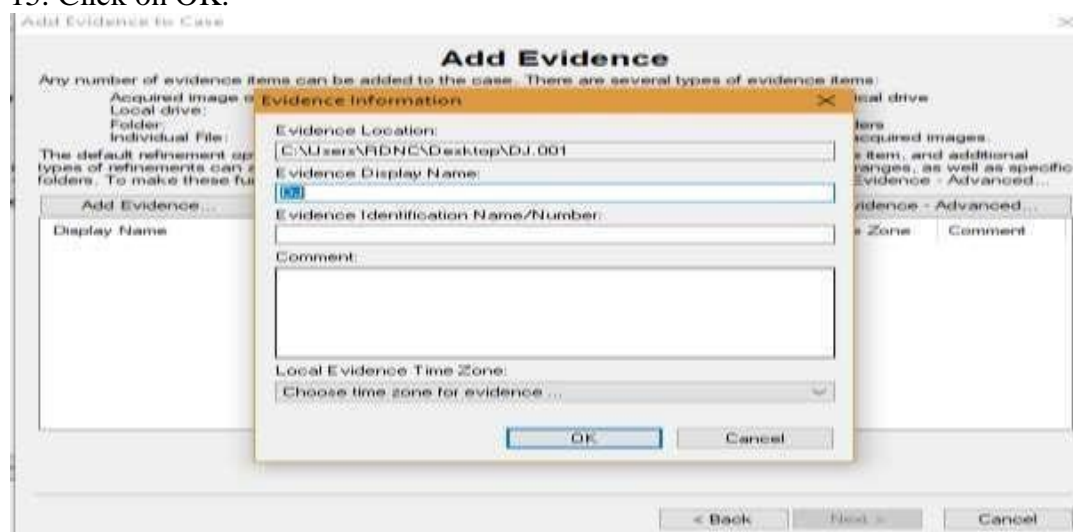 13. Click on OK.
Add Evidence to Case
Add Evidence
Any number of evidence items can be added to the case. There are several types of evidence items:
Acquired image
Local drive:
Folder:
Individual File:
drive
acquired images.
The default refinement
item, and additional
types of refinements can
ranges, as well as specific
folders. To make these
Evidence - Advanced...
Add Evidence...
Advanced...
Display Name
Zone
Comment
Evidence Information
Evidence Location:
C:\Users\RDNC\Desktop\DJ.001
Evidence Display Name:
DJ
Evidence Identification Name/Number:
Comment:
Local Evidence Time Zone:
Choose time zone for evidence ...
OK
Cancel
< Back
Next >
Cancel